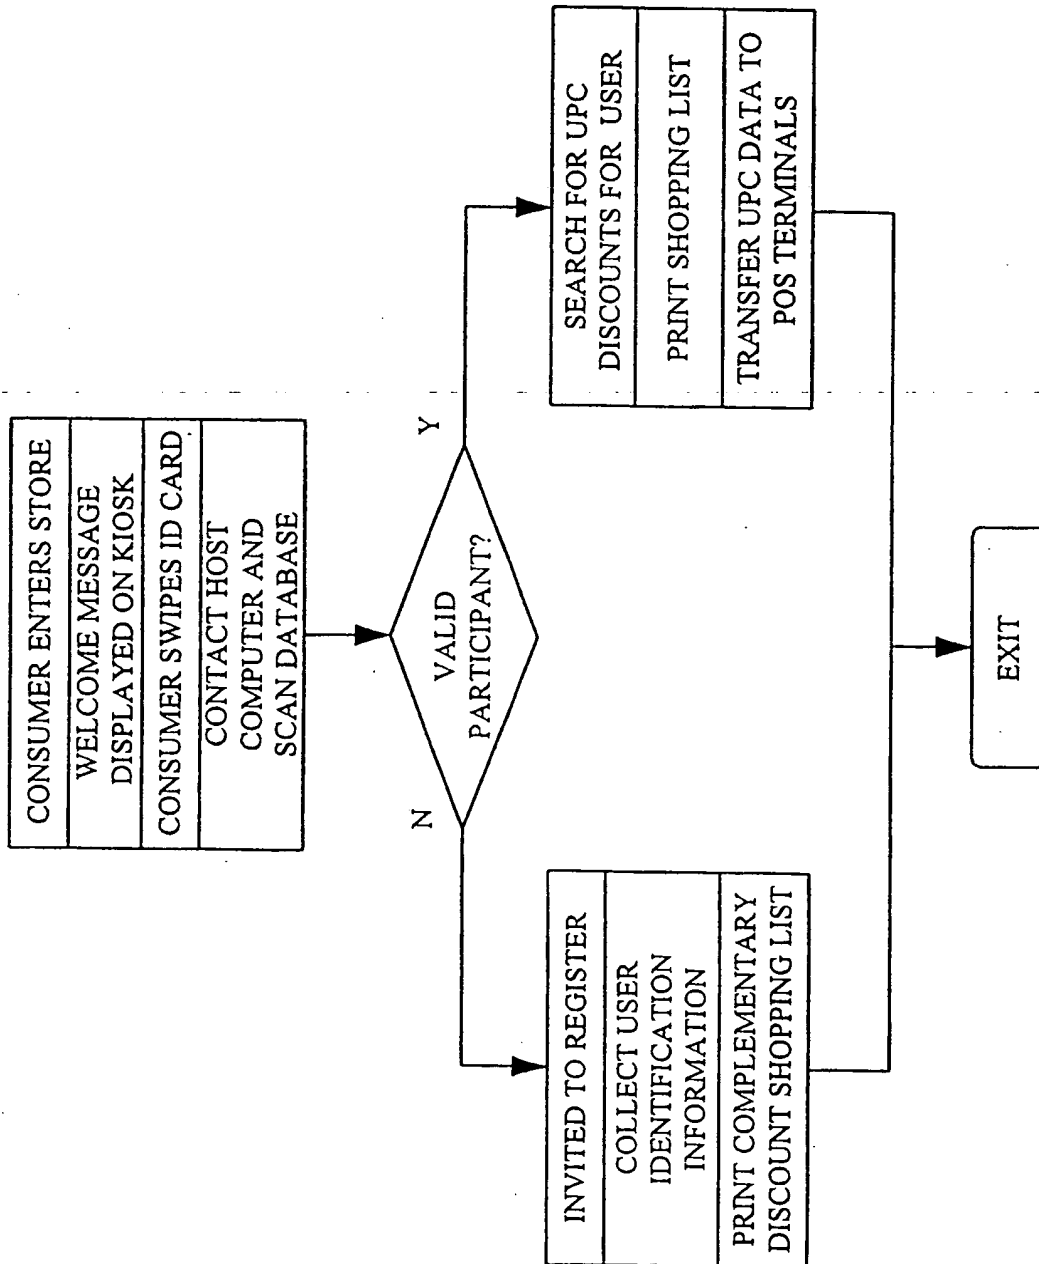 CONSUMER ENTERS STORE
WELCOME MESSAGE
DISPLAYED ON KIOSK
CONSUMER SWIPES ID CARD
CONTACT HOST
COMPUTER AND
SCAN DATABASE
VALID
PARTICIPANT?
N
Y
INVITED TO REGISTER
COLLECT USER
IDENTIFICATION
INFORMATION
PRINT COMPLEMENTARY
DISCOUNT SHOPPING LIST
SEARCH FOR UPC
DISCOUNTS FOR USER
PRINT SHOPPING LIST
TRANSFER UPC DATA TO
POS TERMINALS
EXIT